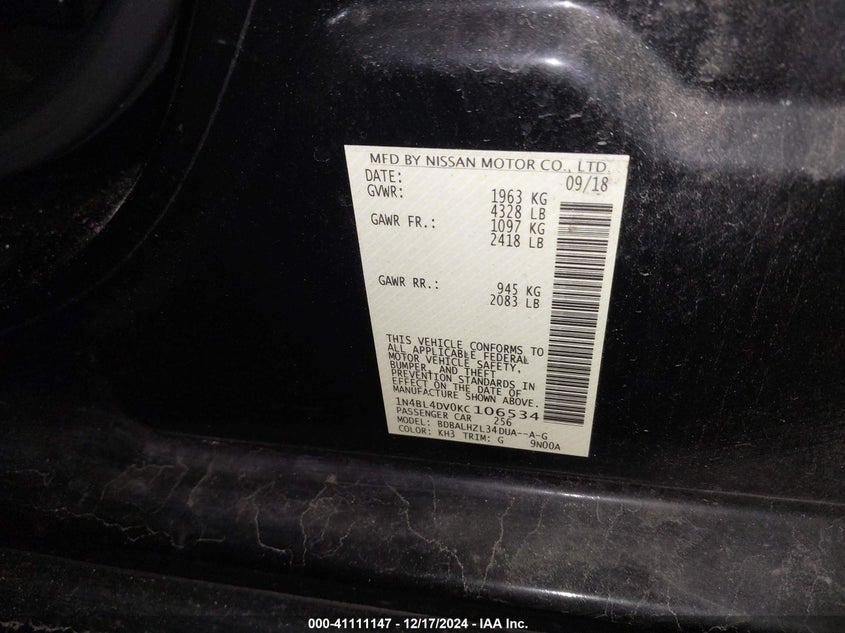 MFD BY NISSAN MOTOR CO., LTD.
DATE: 09/18
GVWR: 1963 KG
4328 LB
GAWR FR.: 1097 KG
2418 LB
GAWR RR.: 945 KG
2083 LB
THIS VEHICLE CONFORMS TO
ALL APPLICABLE FEDERAL
MOTOR VEHICLE SAFETY,
BUMPER, AND THEFT
PREVENTION STANDARDS IN
EFFECT ON THE DATE OF
MANUFACTURE SHOWN ABOVE.
1N4BL4DV0KC106534
PASSENGER CAR 256
MODEL: BDBALHZL34DUA--A-G
COLOR: KH3 TRIM: G 9N00A
000-41111147 - 12/17/2024 - IAA Inc.